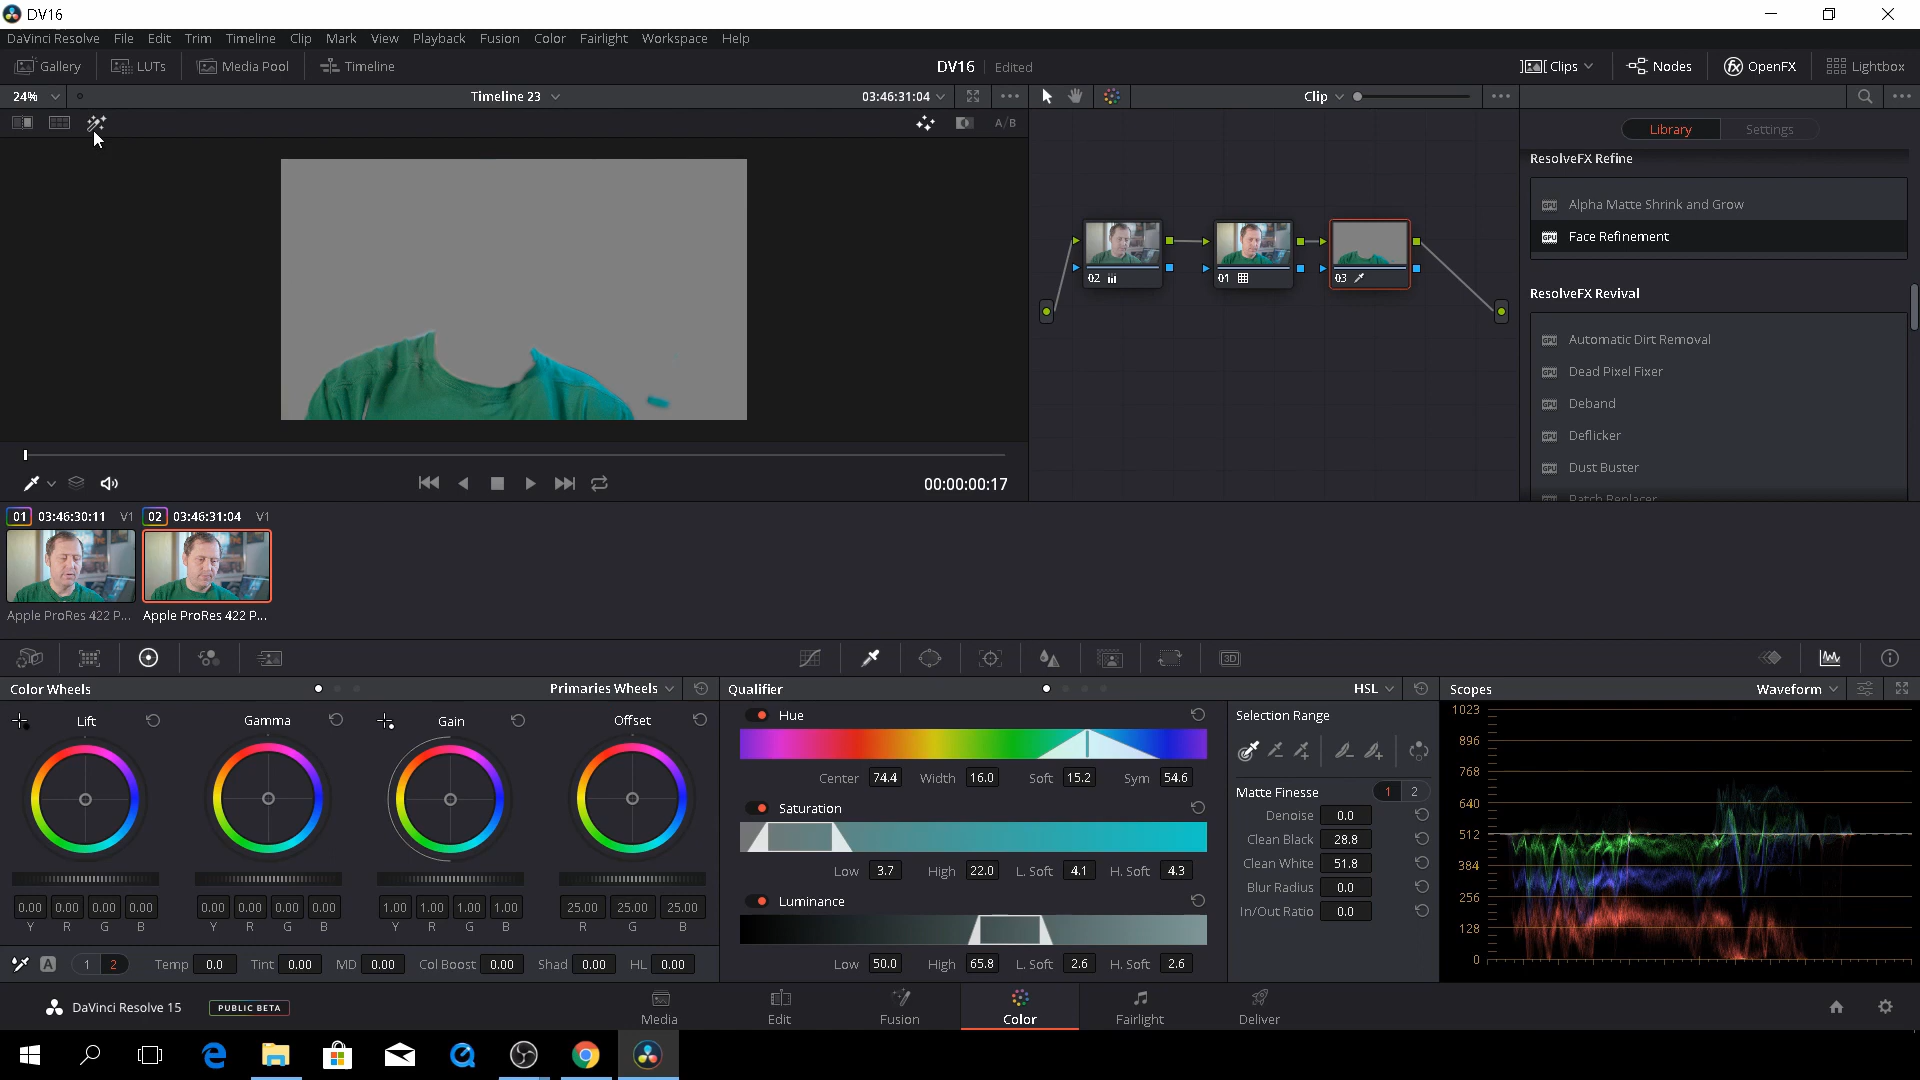 DV16
DaVinci Resolve File Edit Trim Timeline Clip Mark View Playback Fusion Color Fairlight Workspace Help
Gallery LUTs Media Pool Timeline DV16 Edited Clips Nodes OpenFX Lightbox
24% Timeline 23 03:46:31:04 Clip
A/B
Library Settings
ResolveFX Refine
Alpha Matte Shrink and Grow
Face Refinement
02 01 03
ResolveFX Revival
Automatic Dirt Removal
Dead Pixel Fixer
Deband
Deflicker
Dust Buster
Patch Replacer
00:00:00:17
01 03:46:30:11 V1 02 03:46:31:04 V1
Apple ProRes 422 P... Apple ProRes 422 P...
3D
Color Wheels Primaries Wheels Qualifier HSL Scopes Waveform
Lift Gamma Gain Offset
0.00 0.00 0.00 0.00 0.00 0.00 0.00 0.00 1.00 1.00 1.00 1.00 25.00 25.00 25.00
Y R G B Y R G B Y R G B R G B
A 1 2 Temp 0.0 Tint 0.00 MD 0.00 Col Boost 0.00 Shad 0.00 HL 0.00
Hue
Center 74.4 Width 16.0 Soft 15.2 Sym 54.6
Saturation
Low 3.7 High 22.0 L. Soft 4.1 H. Soft 4.3
Luminance
Low 50.0 High 65.8 L. Soft 2.6 H. Soft 2.6
Selection Range
Matte Finesse 1 2
Denoise 0.0
Clean Black 28.8
Clean White 51.8
Blur Radius 0.0
In/Out Ratio 0.0
1023
896
768
640
512
384
256
128
0
DaVinci Resolve 15 PUBLIC BETA
Media Edit Fusion Color Fairlight Deliver